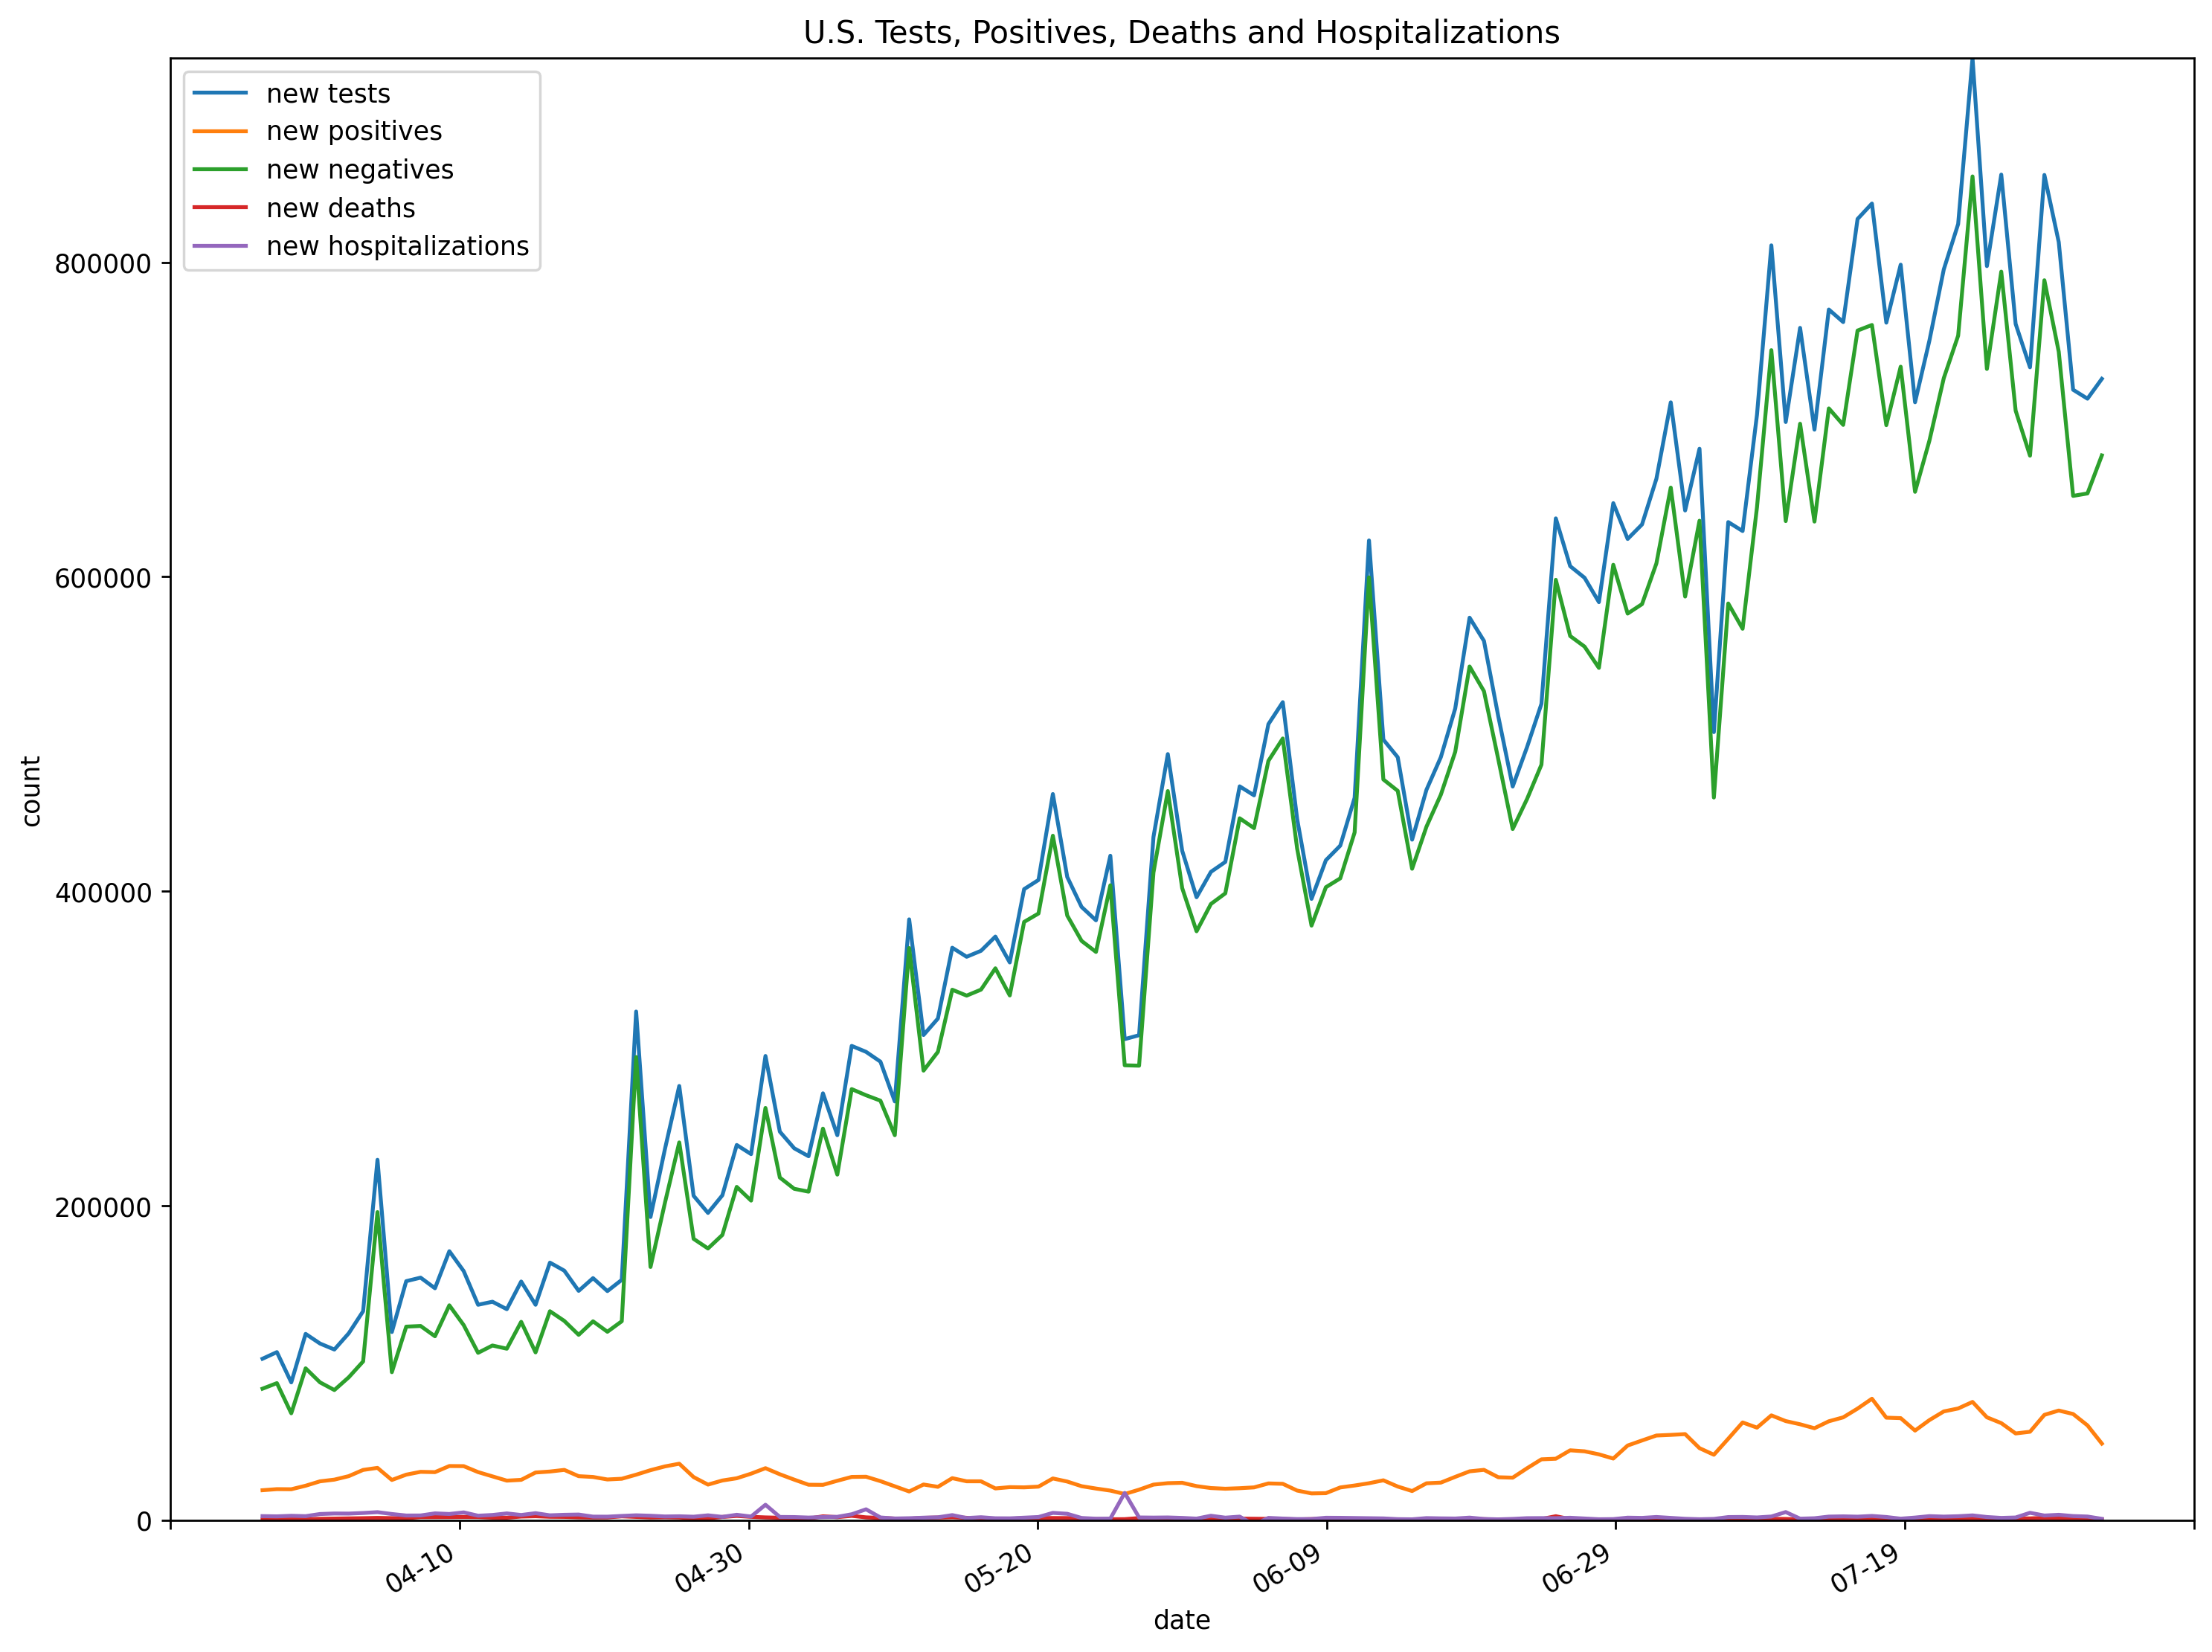 U.S. Tests, Positives, Deaths and Hospitalizations
new tests
new positives
new negatives
new deaths
new hospitalizations
800000
600000
400000
200000
0
count
04-10
04-30
05-20
06-09
06-29
07-19
date